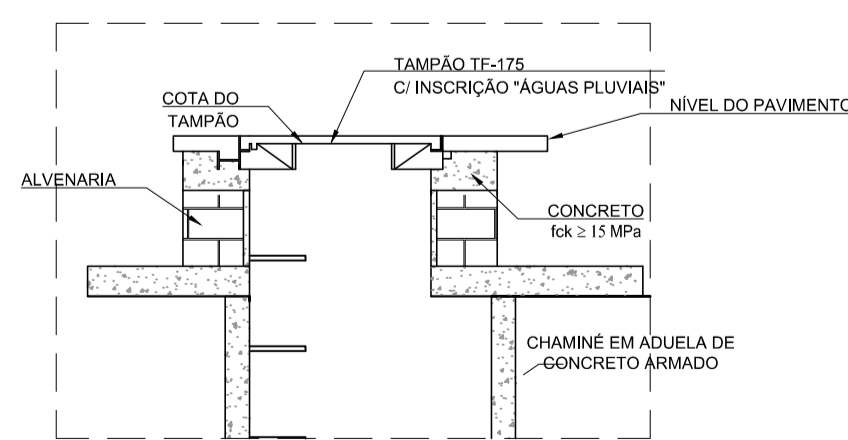 TAMPÃO TF-175
C/ INSCRIÇÃO "ÁGUAS PLUVIAIS"
COTA DO
TAMPÃO
NÍVEL DO PAVIMENTO
ALVENARIA
CONCRETO
fck ≥ 15 MPa
CHAMINÉ EM ADUELA DE
CONCRETO ARMADO